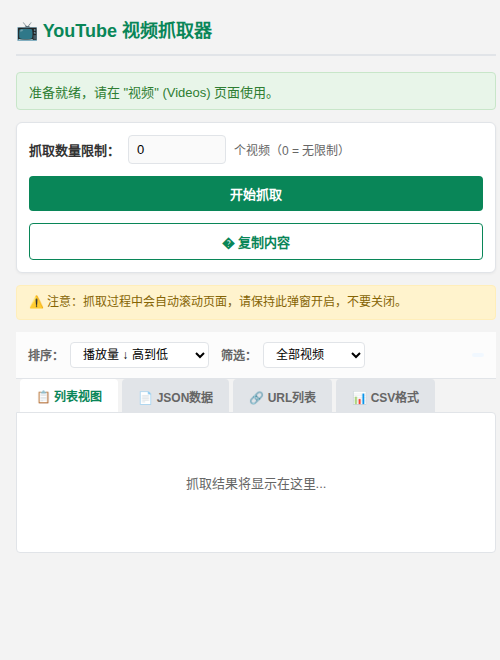 📺 YouTube 视频抓取器
准备就绪，请在 "视频" (Videos) 页面使用。
抓取数量限制： 0 个视频（0 = 无限制）
开始抓取
� 复制内容
⚠️ 注意：抓取过程中会自动滚动页面，请保持此弹窗开启，不要关闭。
排序： 播放量 ↓ 高到低 筛选： 全部视频
📋 列表视图 📄 JSON数据 🔗 URL列表 📊 CSV格式
抓取结果将显示在这里...